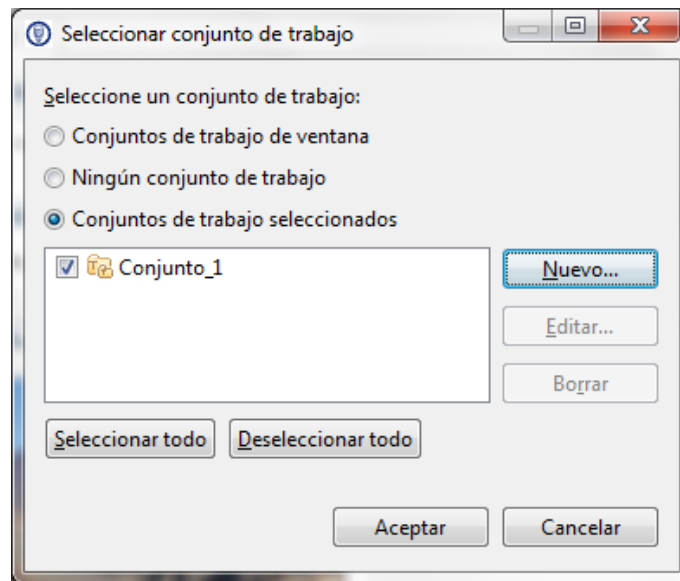 Seleccionar conjunto de trabajo
Seleccione un conjunto de trabajo:
Conjuntos de trabajo de ventana
Ningún conjunto de trabajo
Conjuntos de trabajo seleccionados
Conjunto_1
Nuevo...
Editar...
Borrar
Seleccionar todo
Deseleccionar todo
Aceptar
Cancelar